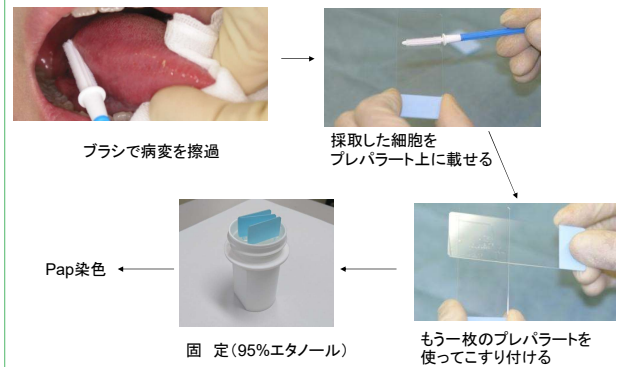 ブラシで病変を擦過
採取した細胞を
プレパラート上に載せる
もう一枚のプレパラートを
使ってこすり付ける
固　定（95%エタノール）
Pap染色